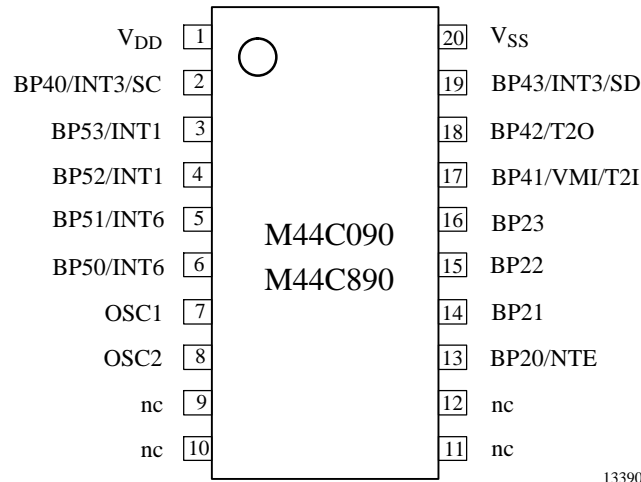 V_DD 1 20 V_SS
BP40/INT3/SC 2 19 BP43/INT3/SD
BP53/INT1 3 18 BP42/T2O
BP52/INT1 4 17 BP41/VMI/T2I
BP51/INT6 5 16 BP23
M44C090
BP50/INT6 6 15 BP22
M44C890
OSC1 7 14 BP21
OSC2 8 13 BP20/NTE
nc 9 12 nc
nc 10 11 nc
13390